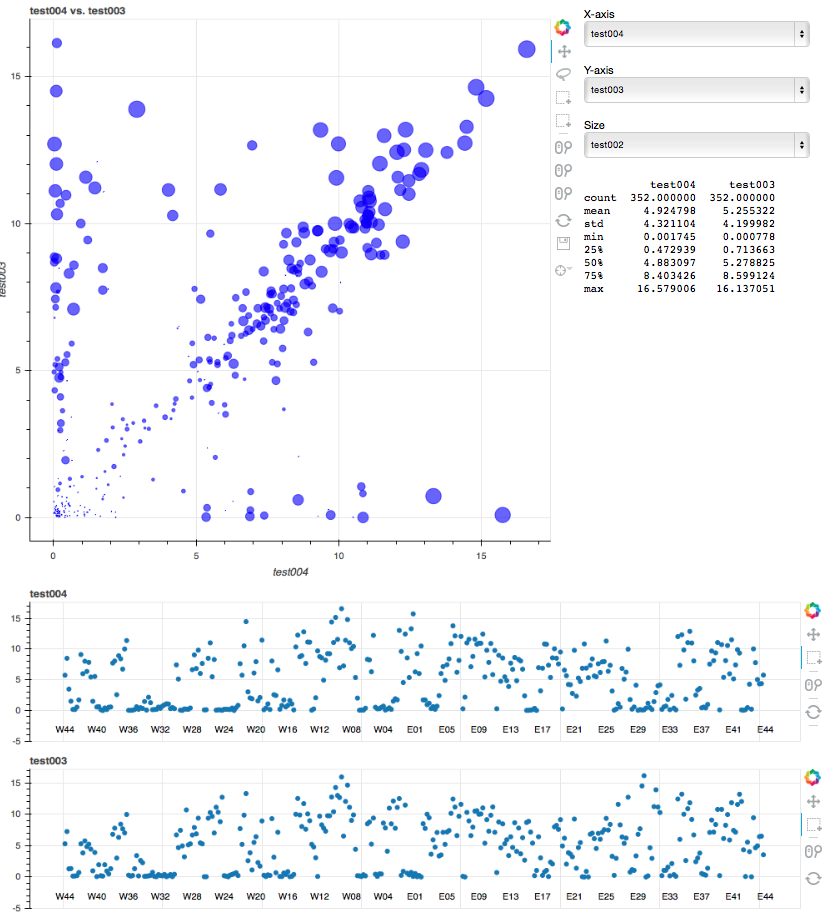 test004 vs. test003
X-axis
test004
Y-axis
test003
Size
test002
test004 test003
count 352.000000 352.000000
mean 4.924798 5.255322
std 4.321104 4.199982
min 0.001745 0.000778
25% 0.472939 0.713663
50% 4.883097 5.278825
75% 8.403426 8.599124
max 16.579006 16.137051
15
10
5
0
test003
0 5 10 15
test004
test004
15
10
5
0
-5
W44 W40 W36 W32 W28 W24 W20 W16 W12 W08 W04 E01 E05 E09 E13 E17 E21 E25 E29 E33 E37 E41 E44
test003
15
10
5
0
-5
W44 W40 W36 W32 W28 W24 W20 W16 W12 W08 W04 E01 E05 E09 E13 E17 E21 E25 E29 E33 E37 E41 E44